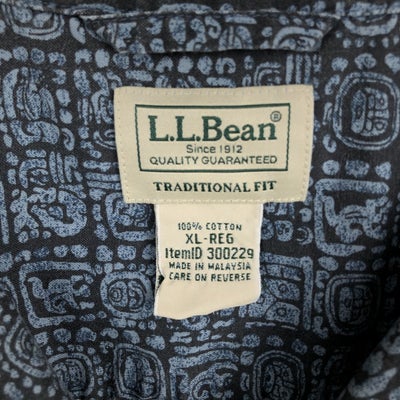 L.L.Bean®
Since 1912
QUALITY GUARANTEED
TRADITIONAL FIT
100% COTTON
XL-REG
ItemID 300229
MADE IN MALAYSIA
CARE ON REVERSE